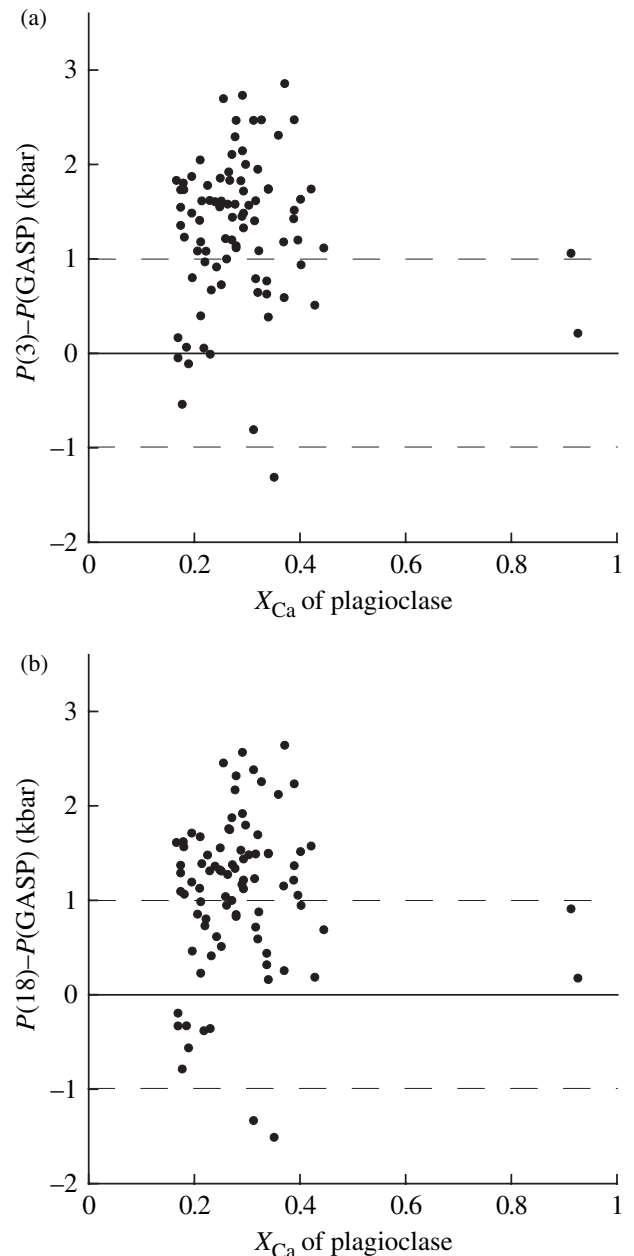 (a)
3
2
1
0
−1
−2
P(3)–P(GASP) (kbar)
0 0.2 0.4 0.6 0.8 1
X_Ca of plagioclase
(b)
3
2
1
0
−1
−2
P(18)–P(GASP) (kbar)
0 0.2 0.4 0.6 0.8 1
X_Ca of plagioclase